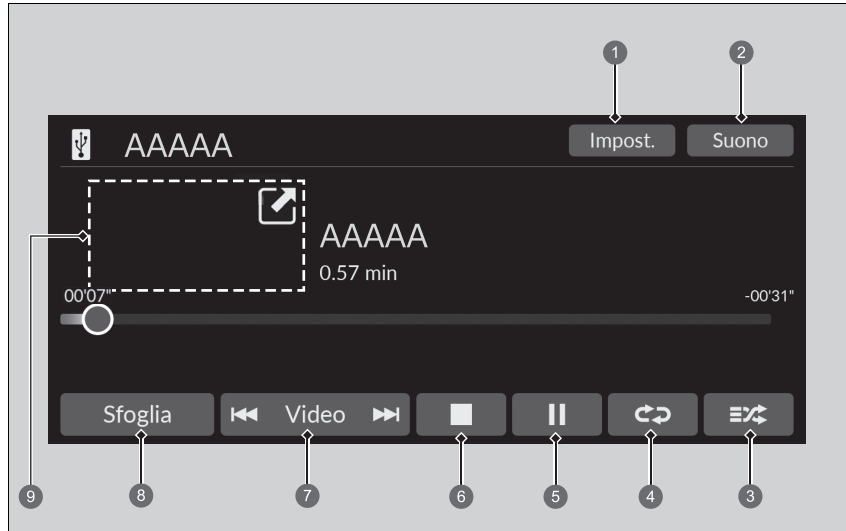 1 2
AAAAA Impost. Suono
AAAAA
0.57 min
00'07" -00'31"
Sfoglia Video
9 8 7 6 5 4 3